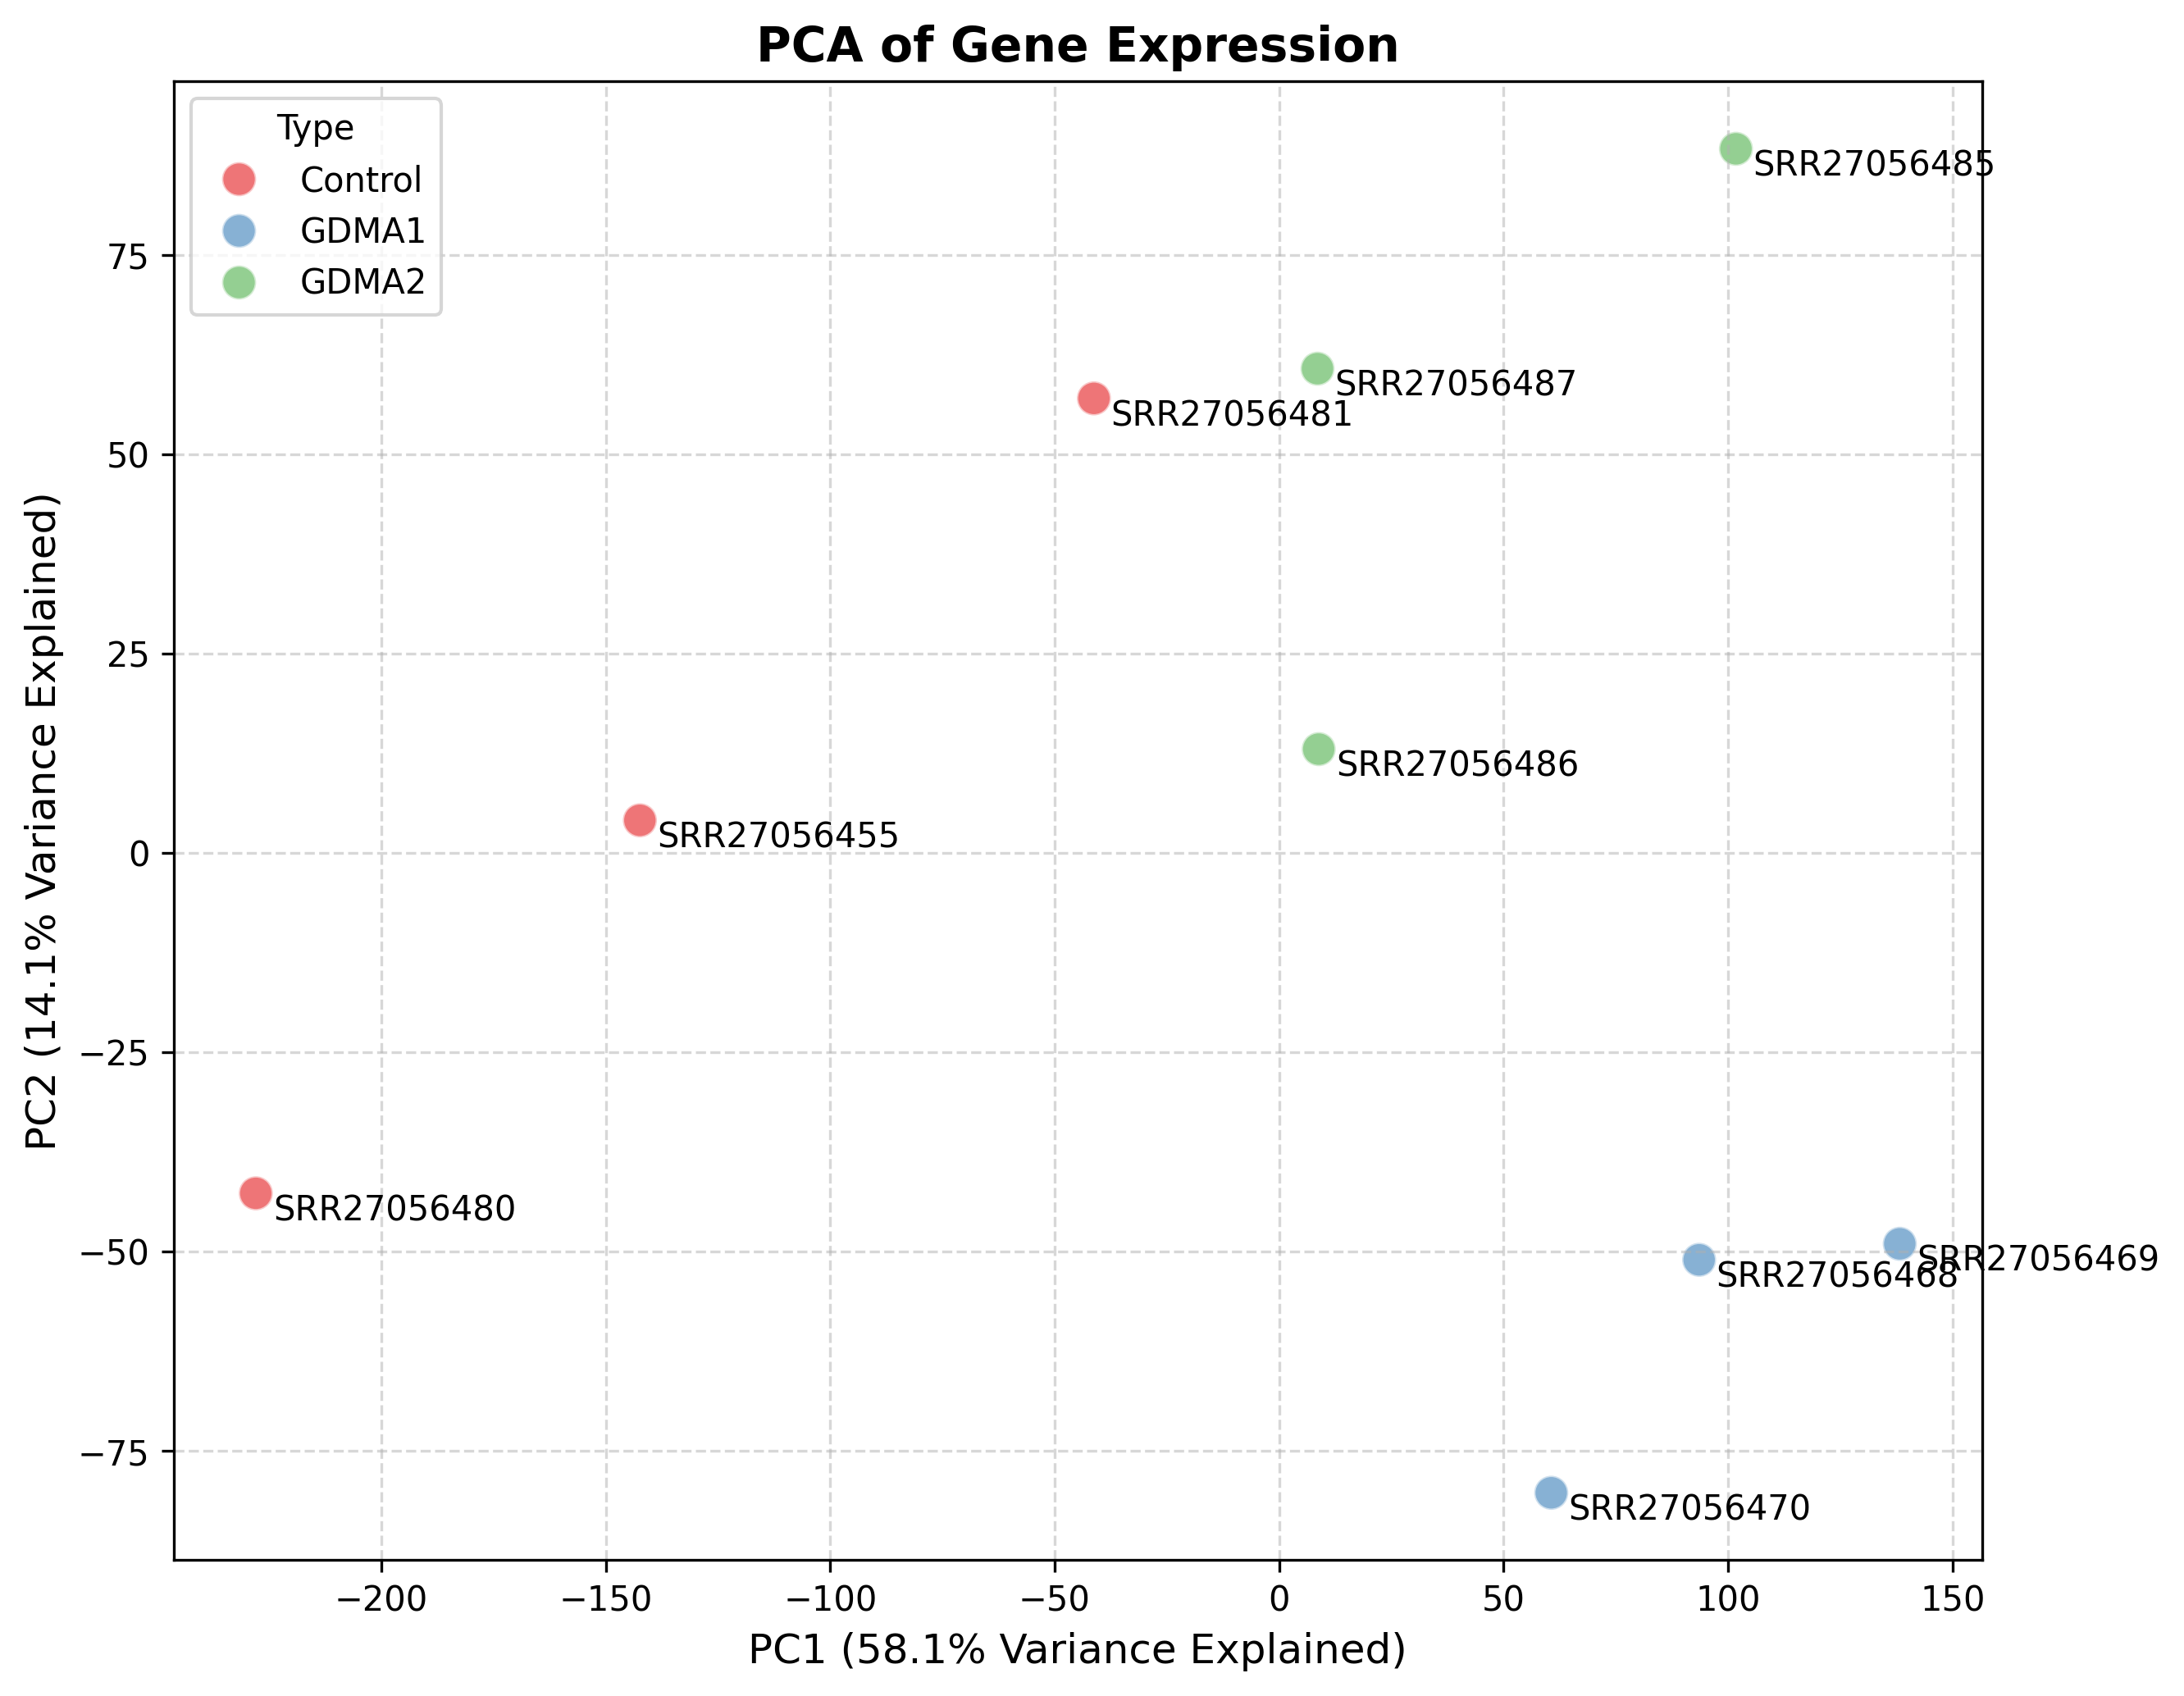 PCA of Gene Expression
Type
Control
GDMA1
GDMA2
SRR27056485
SRR27056487
SRR27056481
SRR27056486
SRR27056455
SRR27056480
SRR27056469
SRR27056468
SRR27056470
75
50
25
0
−25
−50
−75
PC2 (14.1% Variance Explained)
−200
−150
−100
−50
0
50
100
150
PC1 (58.1% Variance Explained)